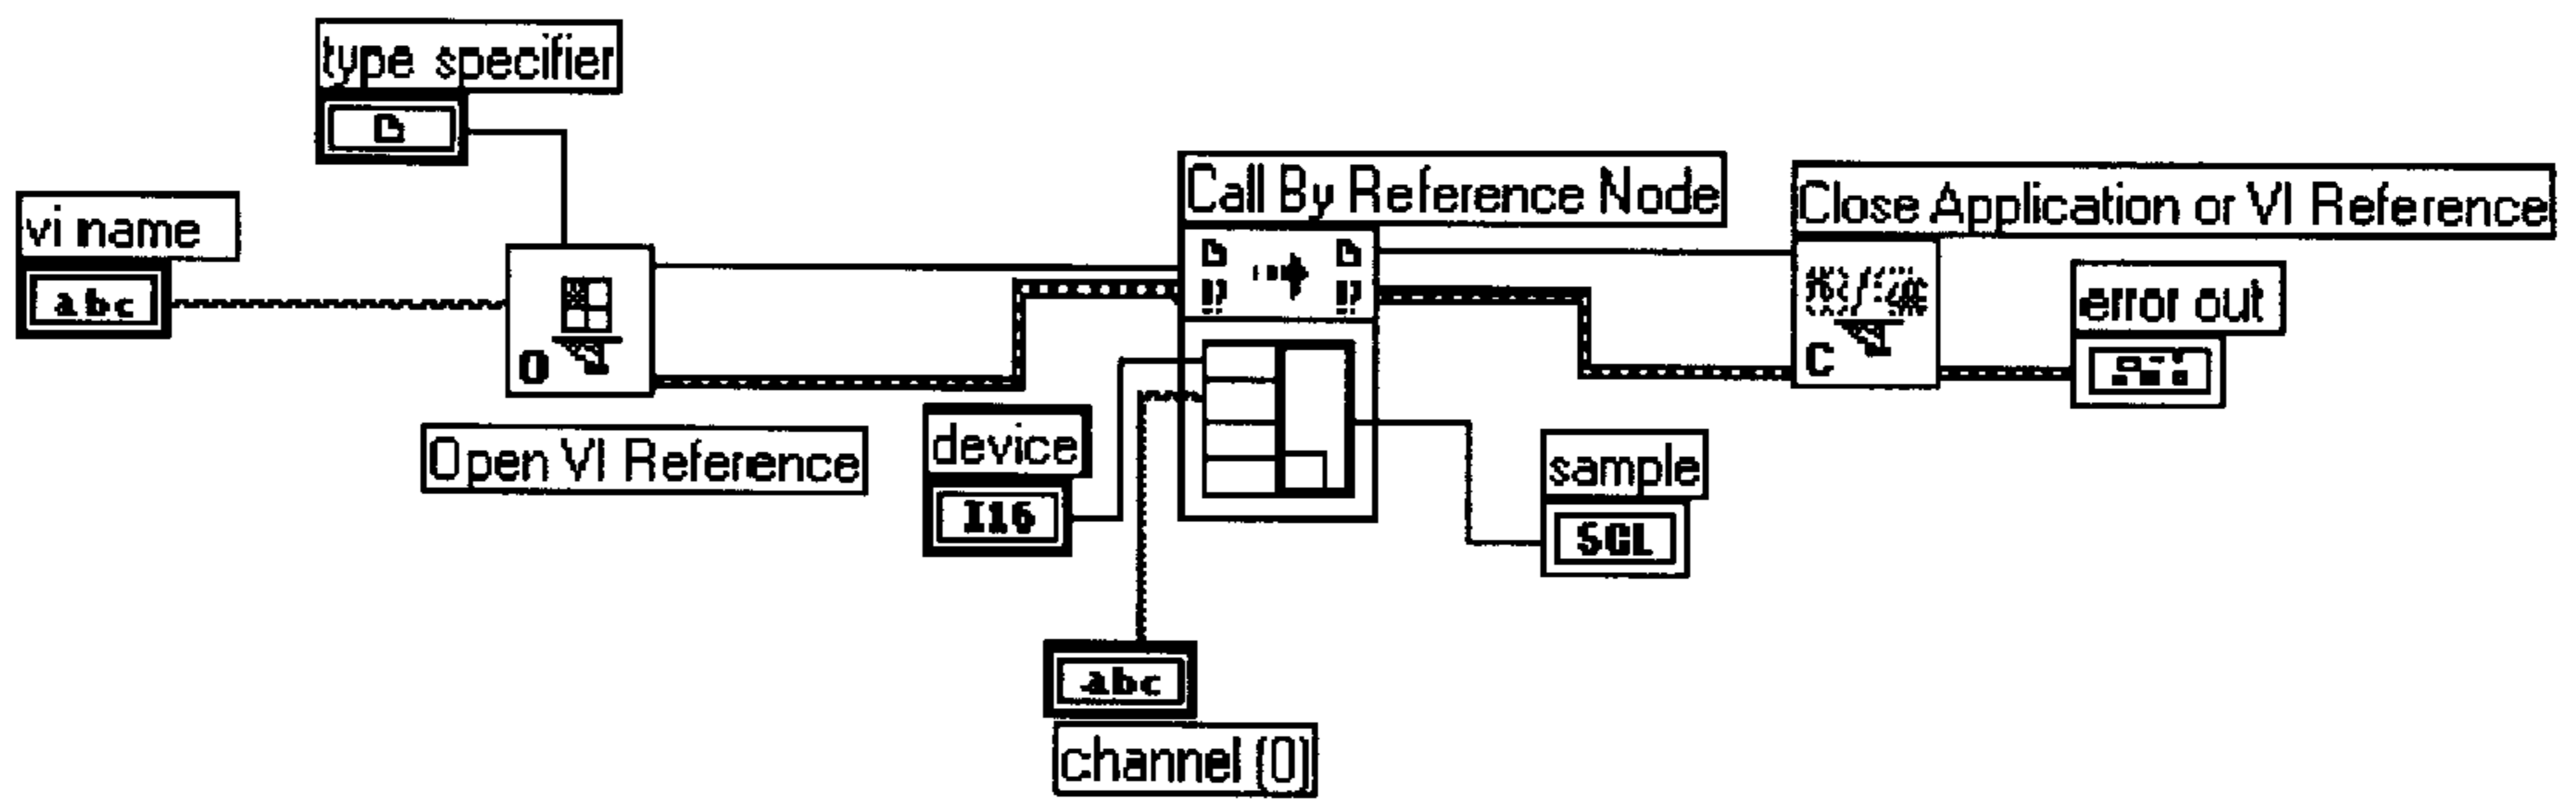 type specifier
vi name
abc
Call By Reference Node
Close Application or VI Reference
error out
O
C
Open VI Reference
device
I16
sample
SGL
abc
channel (0)